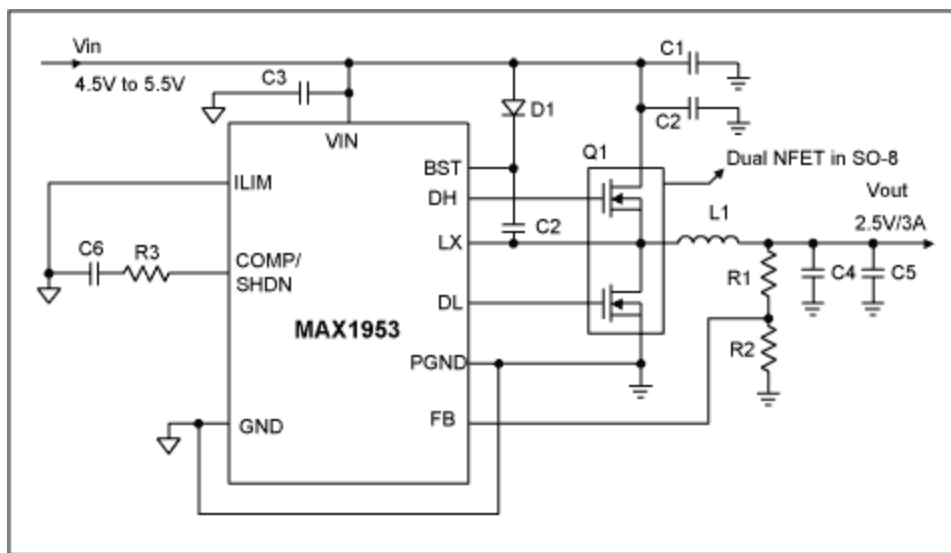 Vin
4.5V to 5.5V
C3
C1
C2
D1
VIN
Q1
Dual NFET in SO-8
BST
ILIM
DH
C2
L1
Vout
2.5V/3A
LX
C6
R3
COMP/
SHDN
R1
C4
C5
DL
MAX1953
R2
PGND
GND
FB